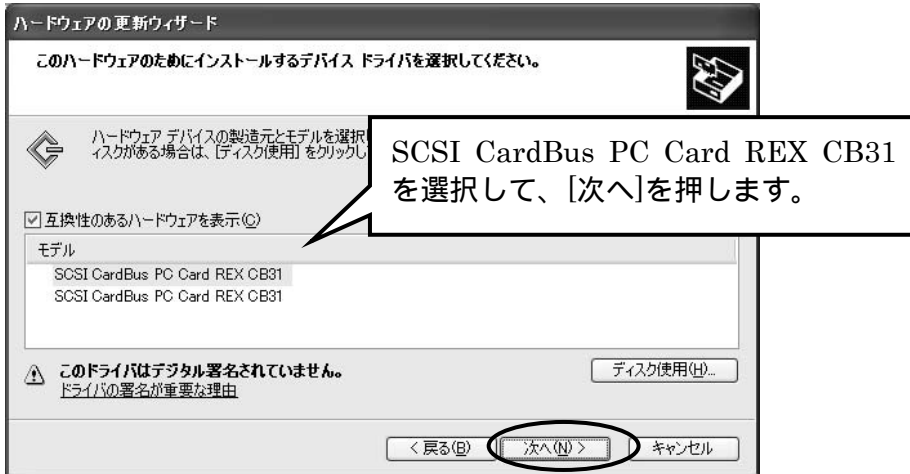 ハードウェアの更新ウィザード
このハードウェアのためにインストールするデバイス ドライバを選択してください。
ハードウェア デバイスの製造元とモデルを選択
ィスクがある場合は、[ディスク使用] をクリックし
SCSI CardBus PC Card REX CB31
を選択して、[次へ]を押します。
互換性のあるハードウェアを表示(C)
モデル
SCSI CardBus PC Card REX CB31
SCSI CardBus PC Card REX CB31
このドライバはデジタル署名されていません。
ドライバの署名が重要な理由
ディスク使用(H)...
< 戻る(B)
次へ(N) >
キャンセル